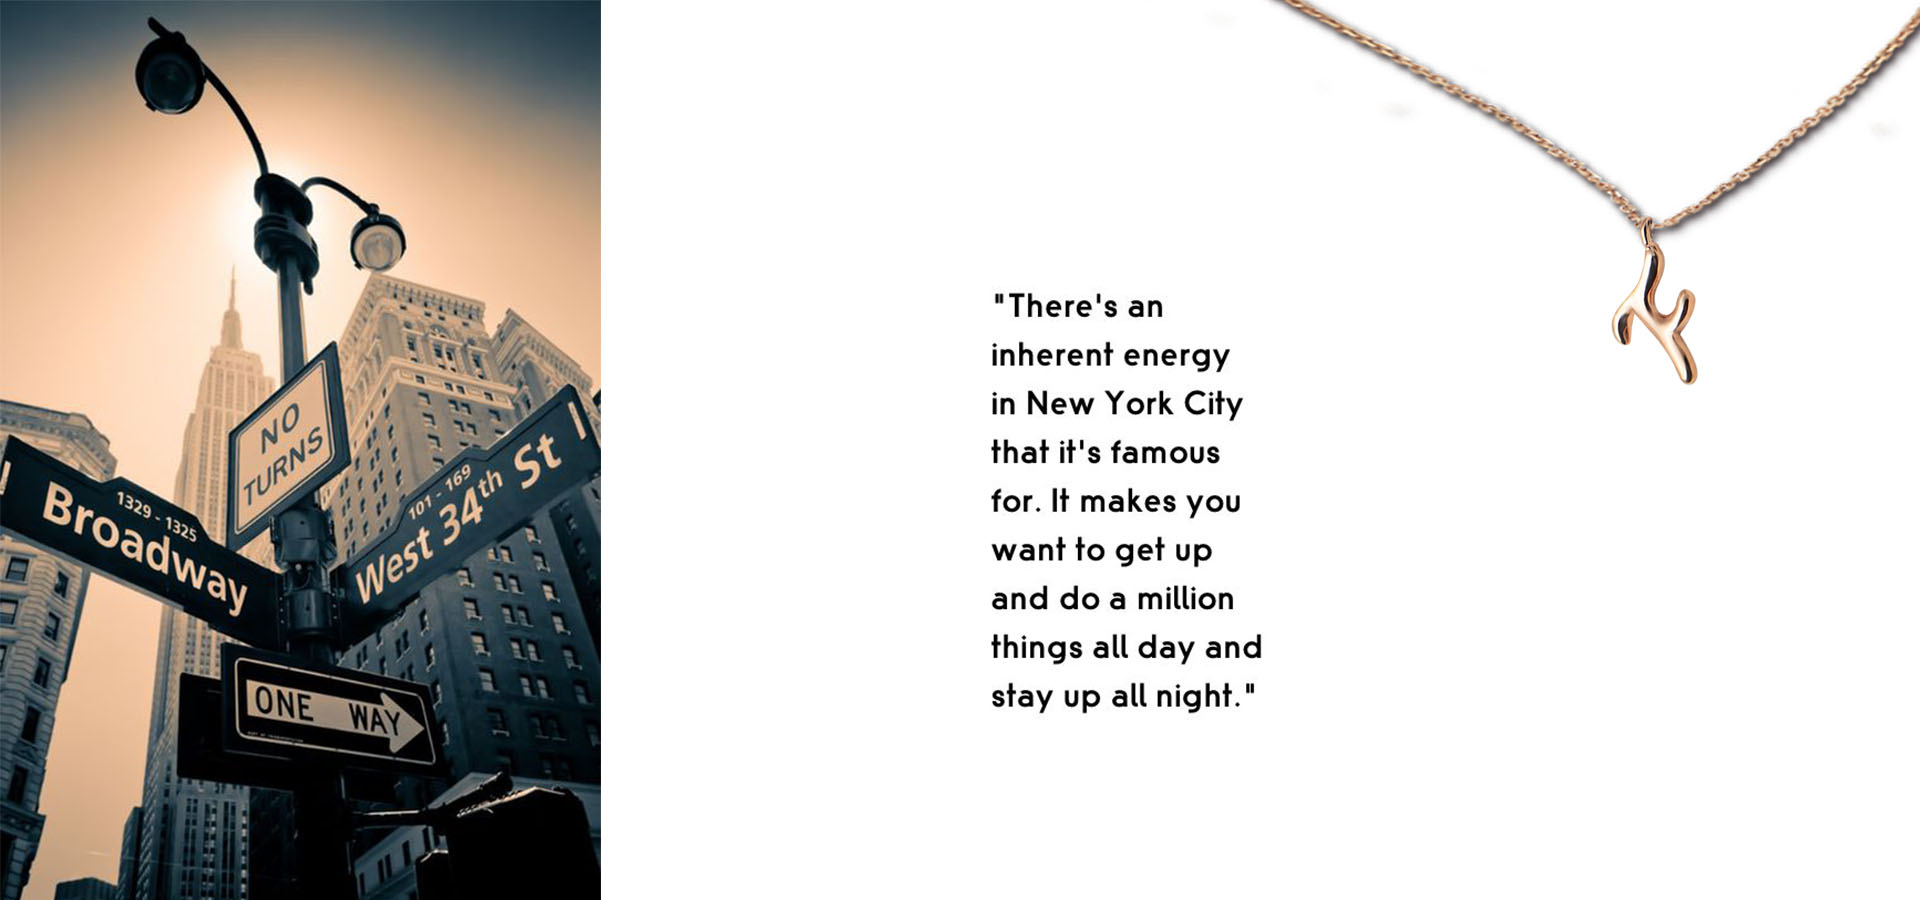 NO
TURNS
1329 - 1325
Broadway
101 - 169
West 34th St
ONE WAY
"There's an
inherent energy
in New York City
that it's famous
for. It makes you
want to get up
and do a million
things all day and
stay up all night."